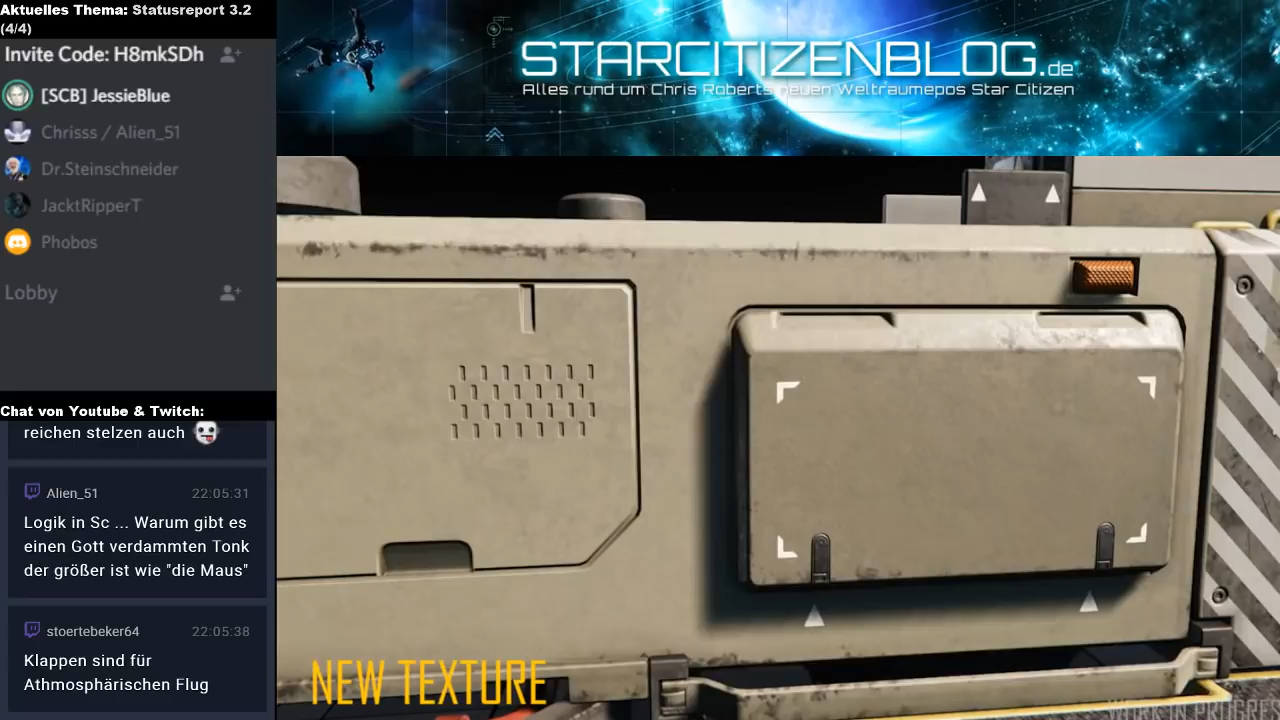 Aktuelles Thema: Statusreport 3.2
(4/4)
Invite Code: H8mkSDh
[SCB] JessieBlue
Chrisss / Alien_51
Dr.Steinschneider
JacktRipperT
Phobos
Lobby
Chat von Youtube & Twitch:
reichen stelzen auch
Alien_51 22:05:31
Logik in Sc ... Warum gibt es
einen Gott verdammten Tonk
der größer ist wie "die Maus"
stoertebeker64 22:05:38
Klappen sind für
Athmosphärischen Flug
STARCITIZENBLOG.de
Alles rund um Chris Roberts neuen Weltraumepos Star Citizen
NEW TEXTURE
WORK IN PROGRES